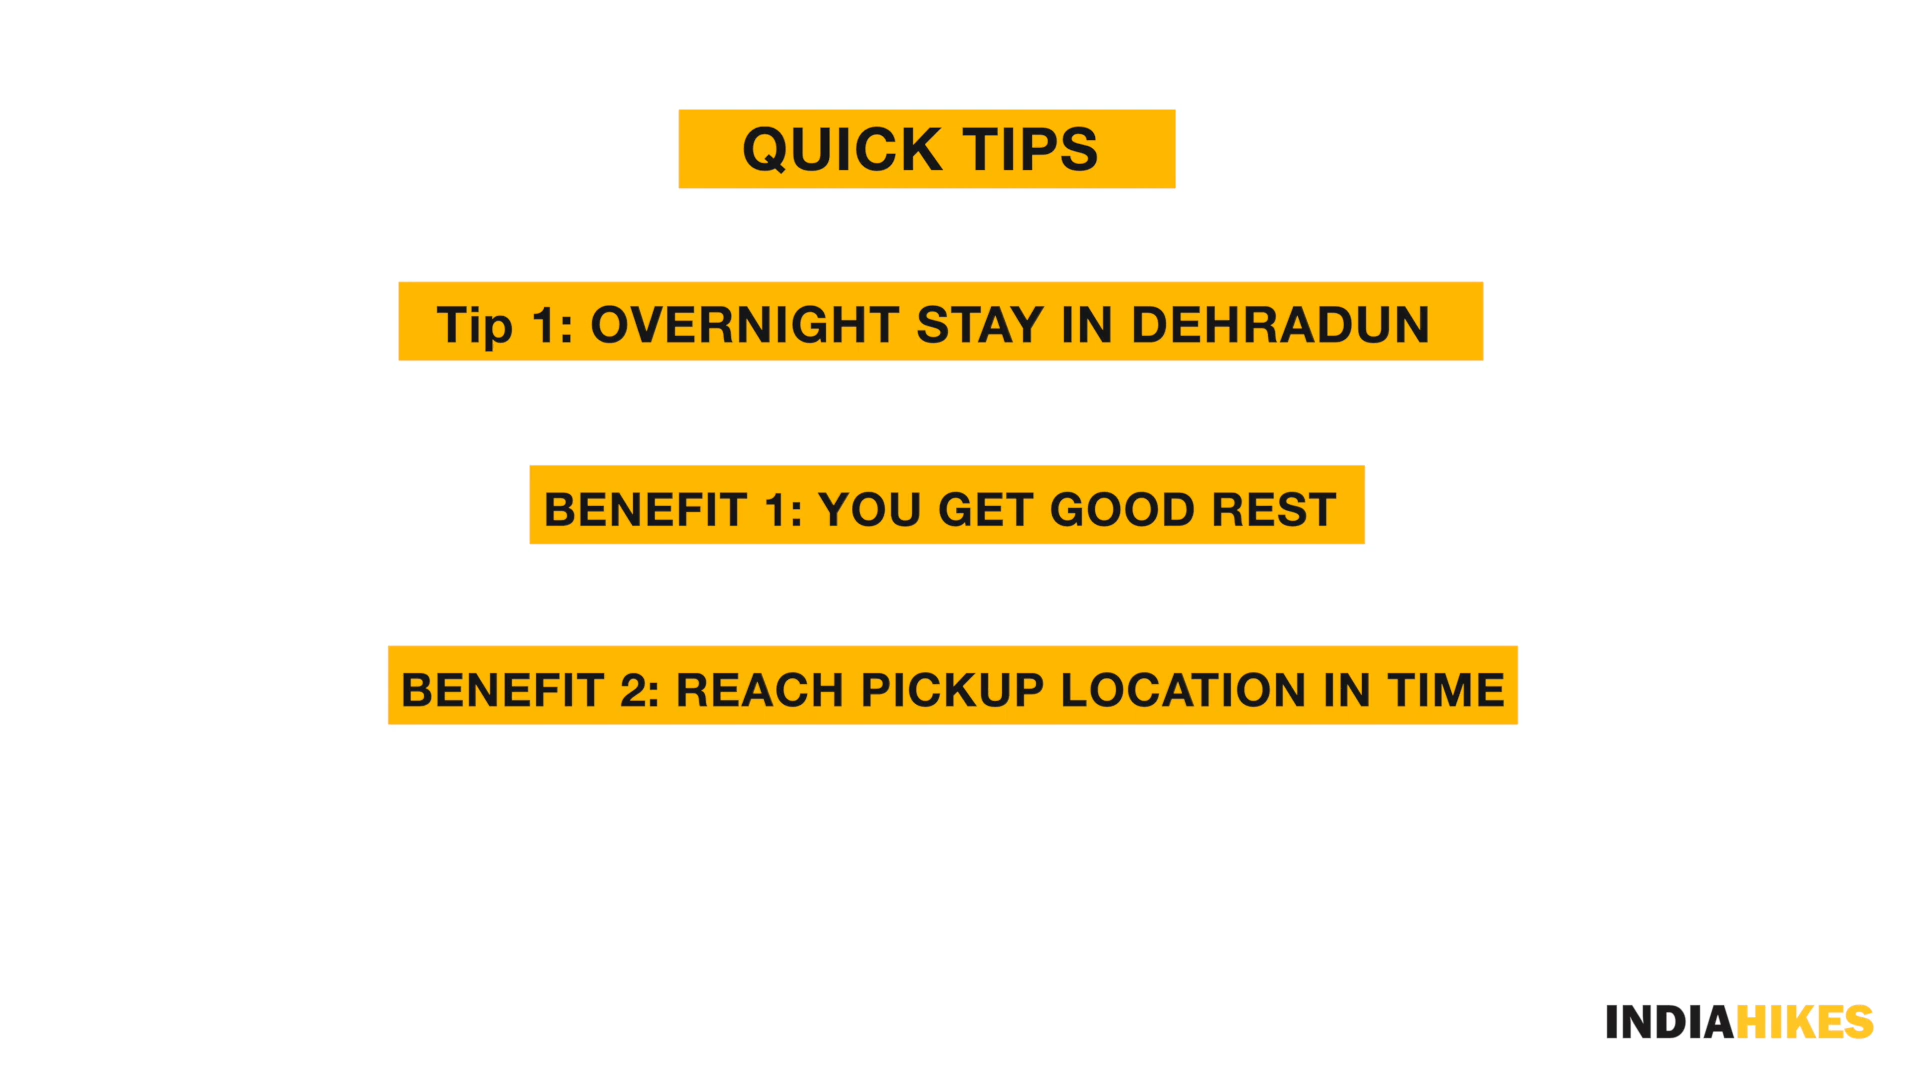 QUICK TIPS
Tip 1: OVERNIGHT STAY IN DEHRADUN
BENEFIT 1: YOU GET GOOD REST
BENEFIT 2: REACH PICKUP LOCATION IN TIME
INDIAHIKES